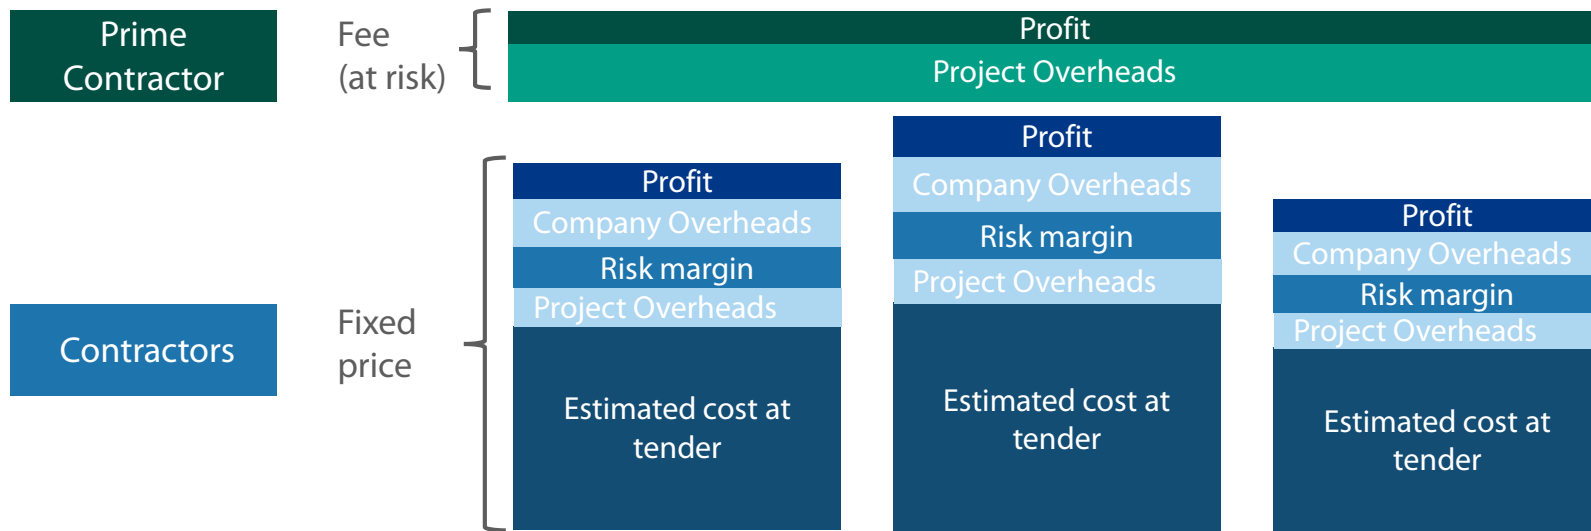 Prime
Contractor
Fee
(at risk)
Profit
Project Overheads
Contractors
Fixed
price
Profit
Company Overheads
Risk margin
Project Overheads
Estimated cost at
tender
Profit
Company Overheads
Risk margin
Project Overheads
Estimated cost at
tender
Profit
Company Overheads
Risk margin
Project Overheads
Estimated cost at
tender